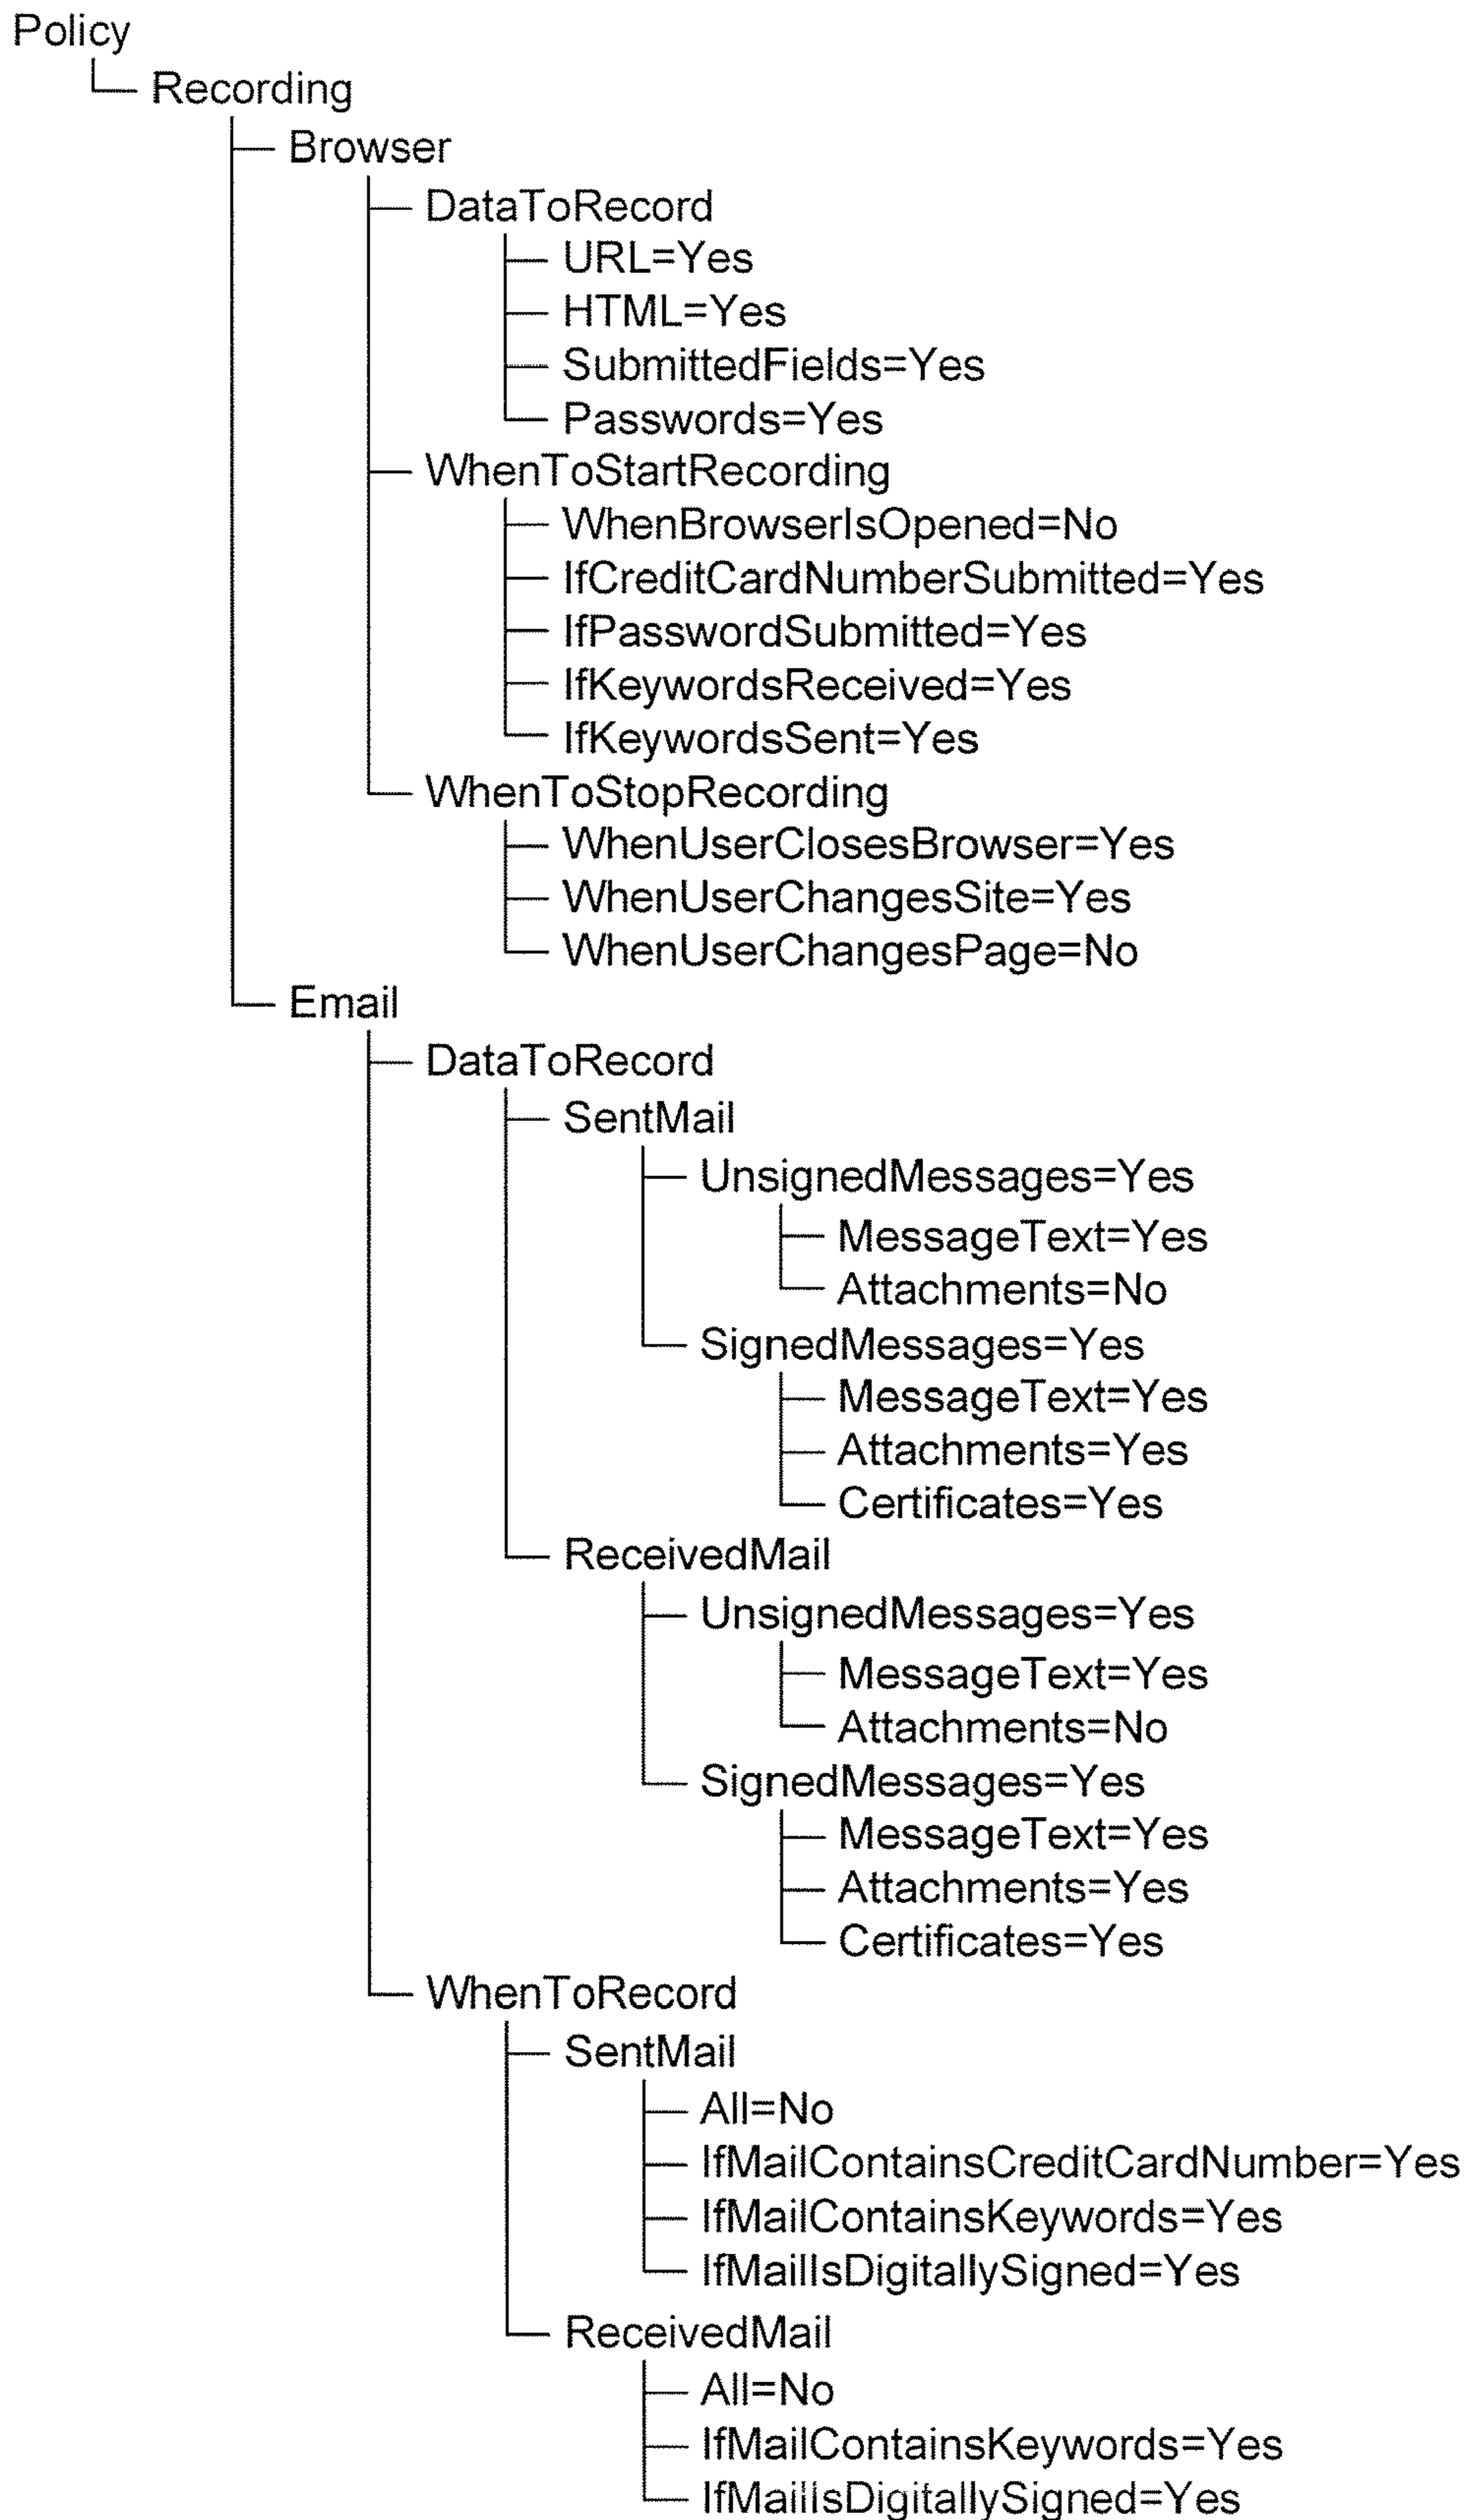 Policy
Recording
Browser
DataToRecord
URL=Yes
HTML=Yes
SubmittedFields=Yes
Passwords=Yes
WhenToStartRecording
WhenBrowserIsOpened=No
IfCreditCardNumberSubmitted=Yes
IfPasswordSubmitted=Yes
IfKeywordsReceived=Yes
IfKeywordsSent=Yes
WhenToStopRecording
WhenUserClosesBrowser=Yes
WhenUserChangesSite=Yes
WhenUserChangesPage=No
Email
DataToRecord
SentMail
UnsignedMessages=Yes
MessageText=Yes
Attachments=No
SignedMessages=Yes
MessageText=Yes
Attachments=Yes
Certificates=Yes
ReceivedMail
UnsignedMessages=Yes
MessageText=Yes
Attachments=No
SignedMessages=Yes
MessageText=Yes
Attachments=Yes
Certificates=Yes
WhenToRecord
SentMail
All=No
IfMailContainsCreditCardNumber=Yes
IfMailContainsKeywords=Yes
IfMailIsDigitallySigned=Yes
ReceivedMail
All=No
IfMailContainsKeywords=Yes
IfMailIsDigitallySigned=Yes